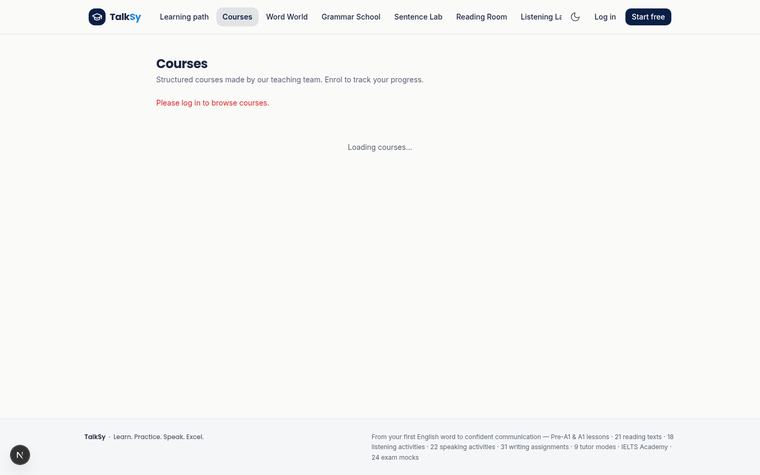 TalkSy
Learning path
Courses
Word World
Grammar School
Sentence Lab
Reading Room
Listening La
Log in
Start free
Courses
Structured courses made by our teaching team. Enrol to track your progress.
Please log in to browse courses.
Loading courses...
TalkSy · Learn. Practice. Speak. Excel.
From your first English word to confident communication — Pre-A1 & A1 lessons · 21 reading texts · 18
listening activities · 22 speaking activities · 31 writing assignments · 9 tutor modes · IELTS Academy ·
24 exam mocks
N